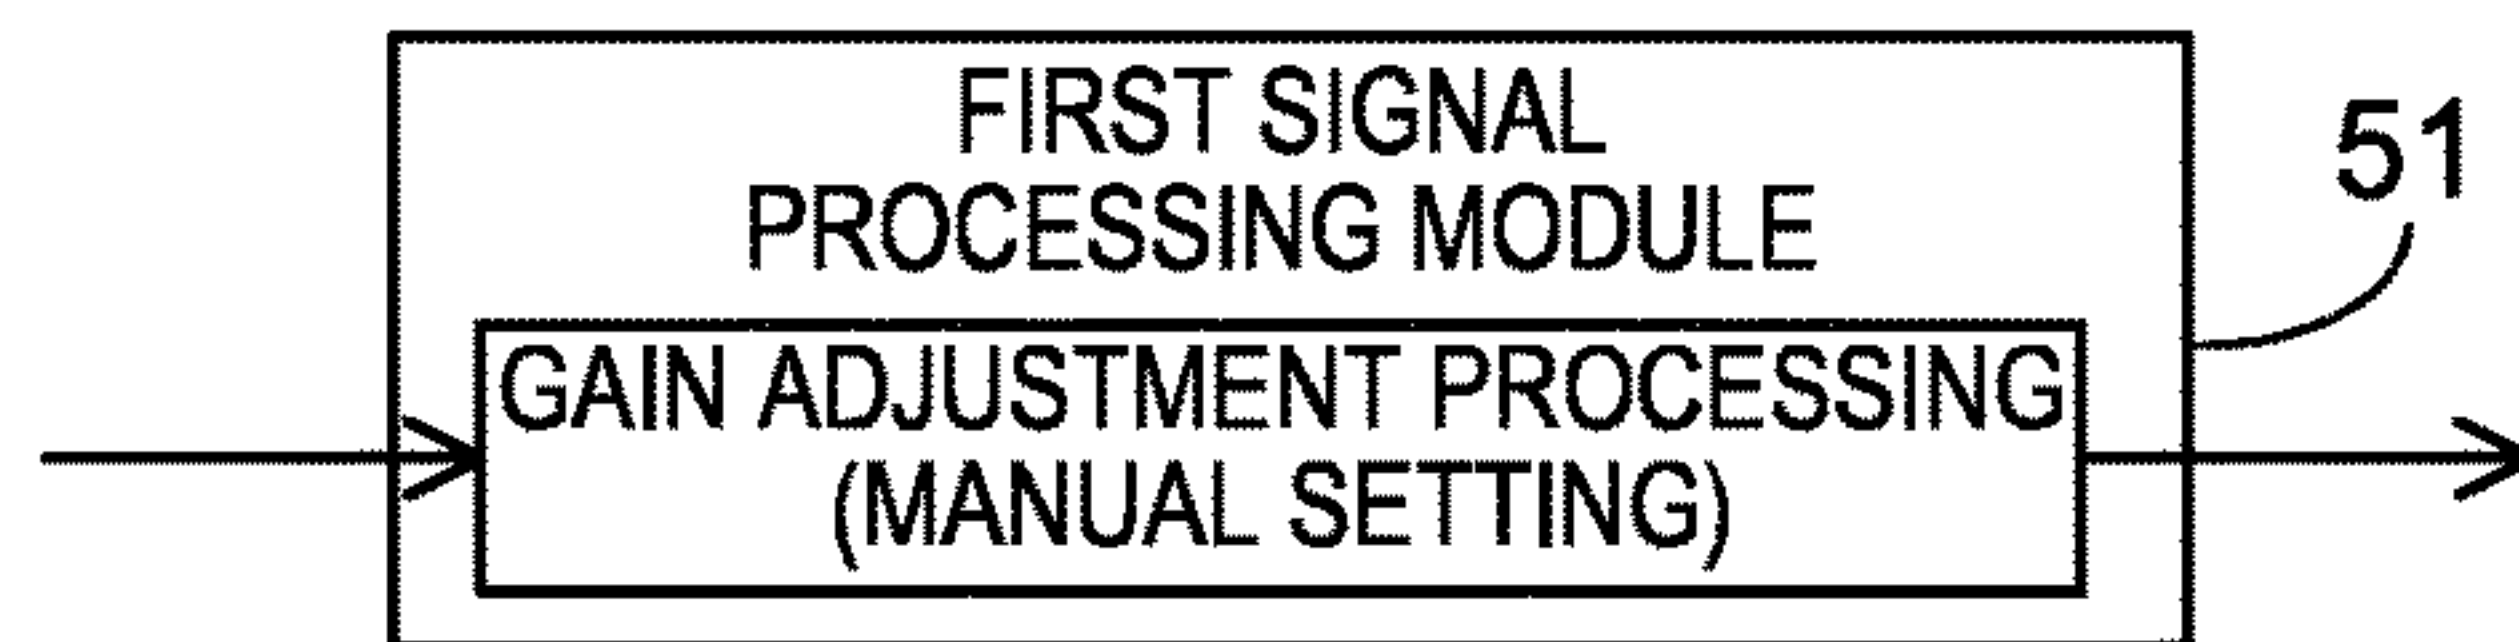 FIRST SIGNAL
PROCESSING MODULE
51
GAIN ADJUSTMENT PROCESSING
(MANUAL SETTING)